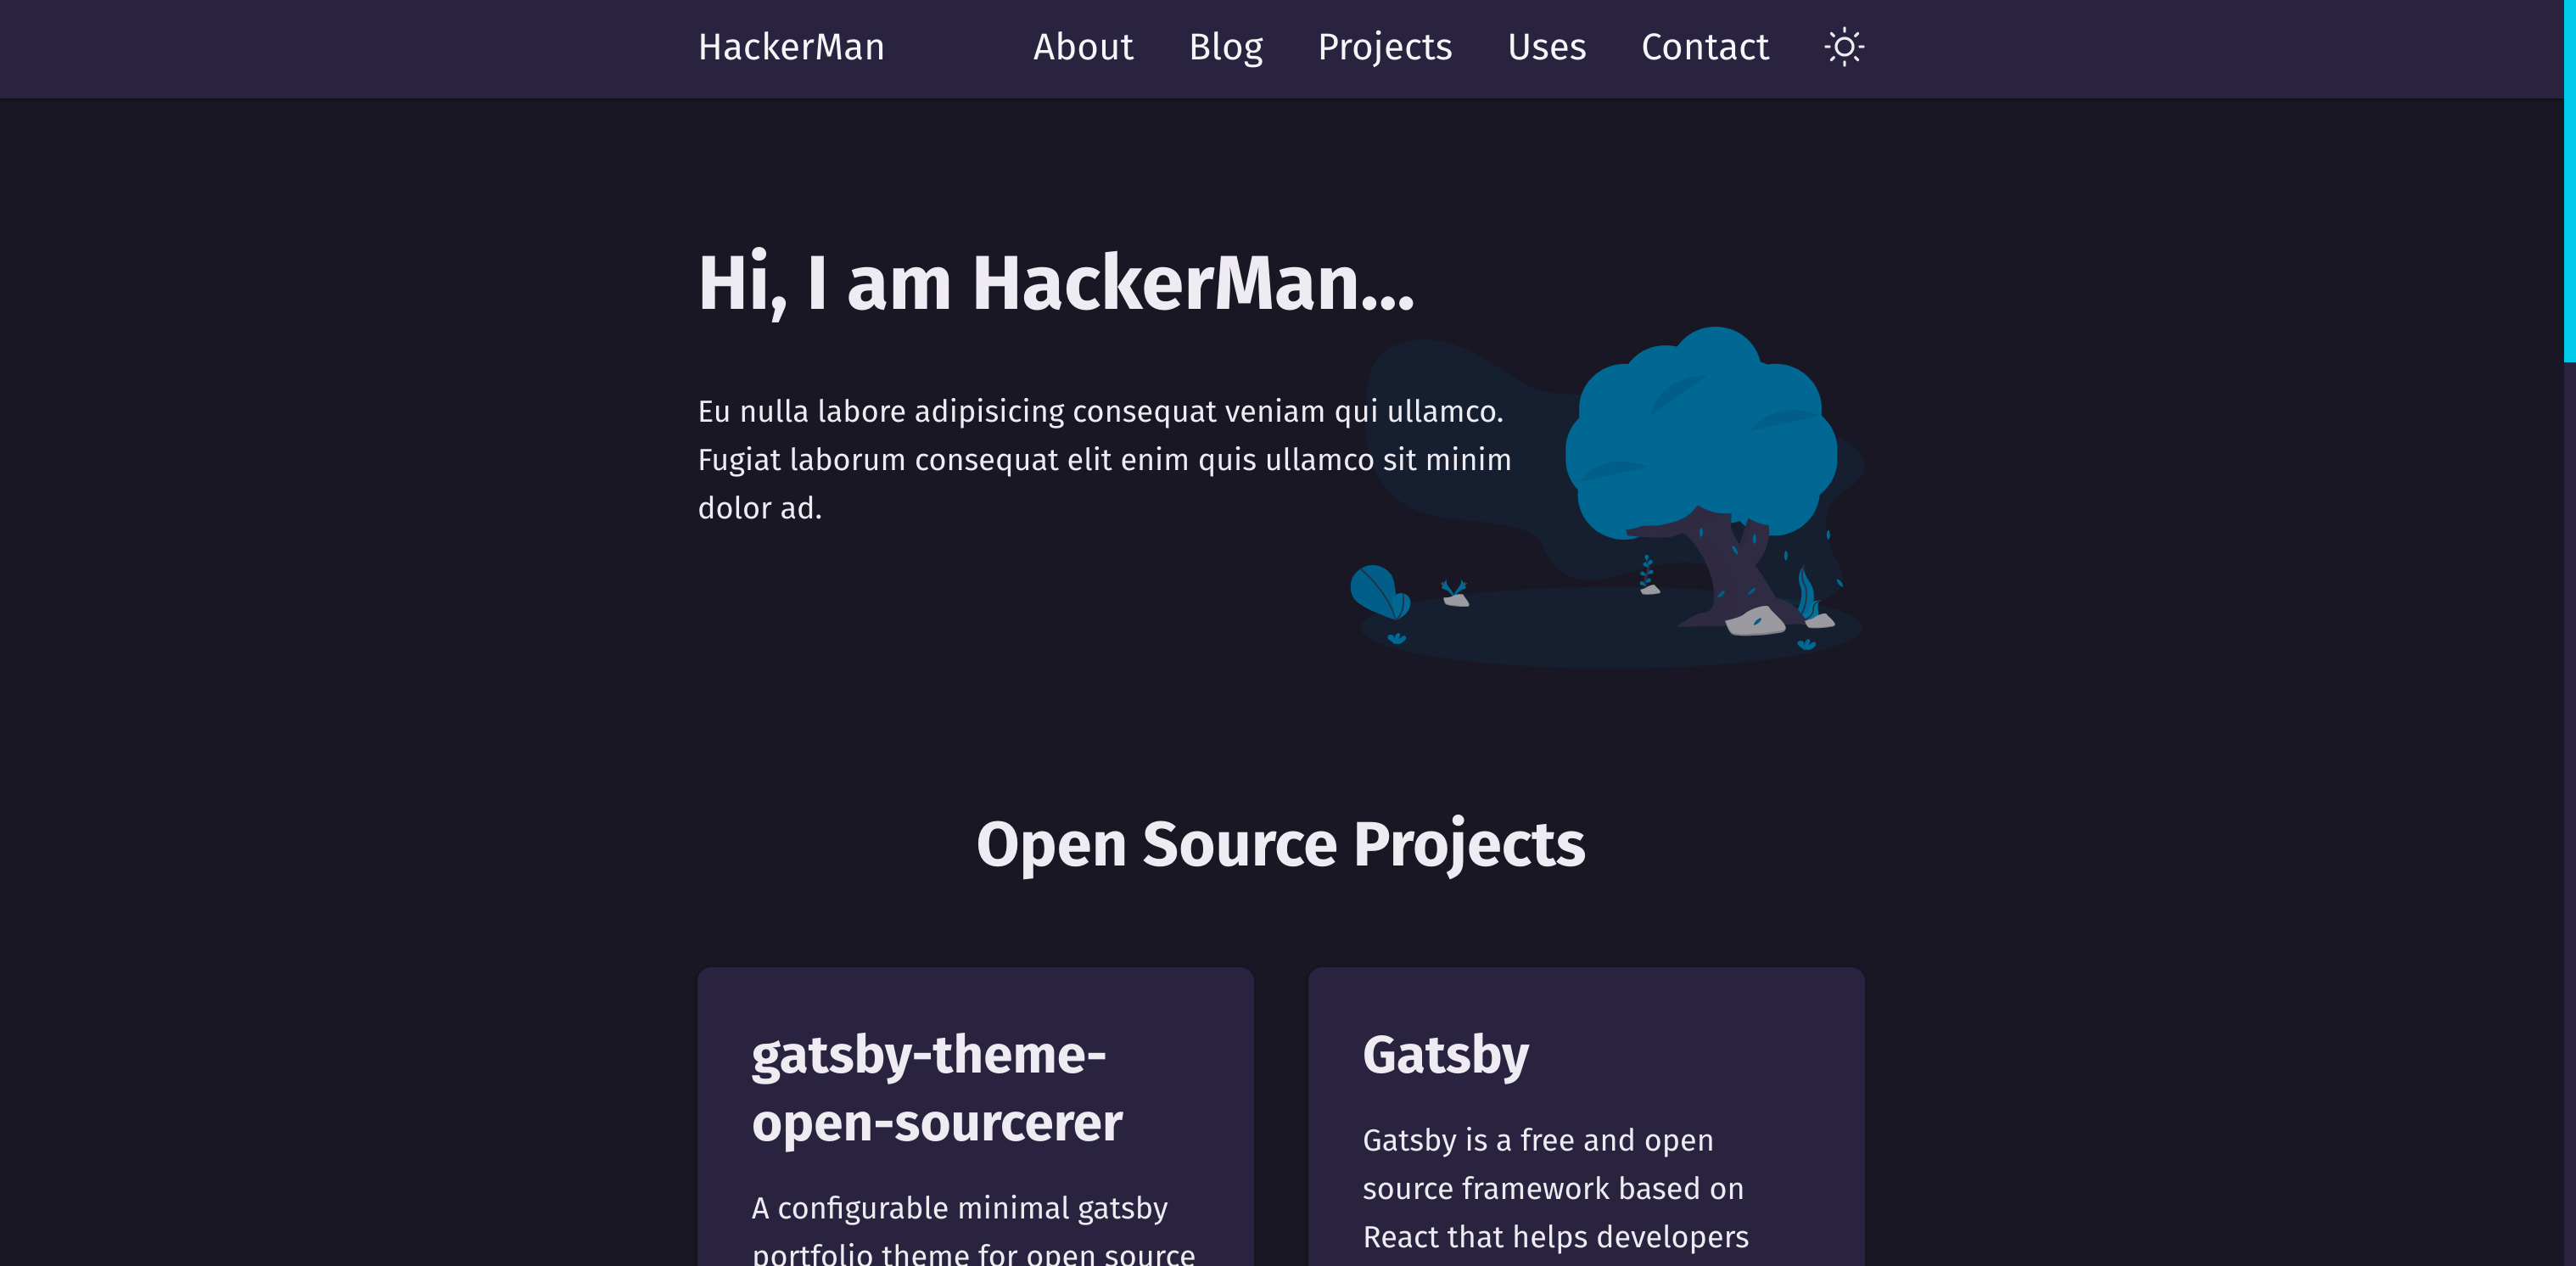 HackerMan
About
Blog
Projects
Uses
Contact
Hi, I am HackerMan...
Eu nulla labore adipisicing consequat veniam qui ullamco.
Fugiat laborum consequat elit enim quis ullamco sit minim
dolor ad.
Open Source Projects
gatsby-theme-
open-sourcerer
A configurable minimal gatsby
portfolio theme for open source
Gatsby
Gatsby is a free and open
source framework based on
React that helps developers